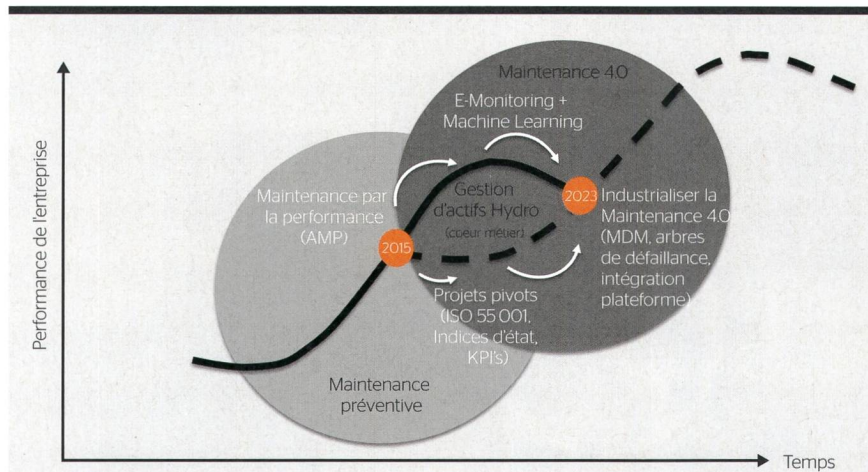 Performance de l'entreprise
Maintenance 4.0
E-Monitoring +
Machine Learning
Maintenance par
la performance
(AMP)
Gestion
d'actifs Hydro
(cœur métier)
2015
2023
Industrialiser la
Maintenance 4.0
(MDM, arbres
de défaillance,
intégration
plateforme)
Projets pivots
(ISO 55 001,
Indices d'état,
KPI's)
Maintenance
préventive
Temps